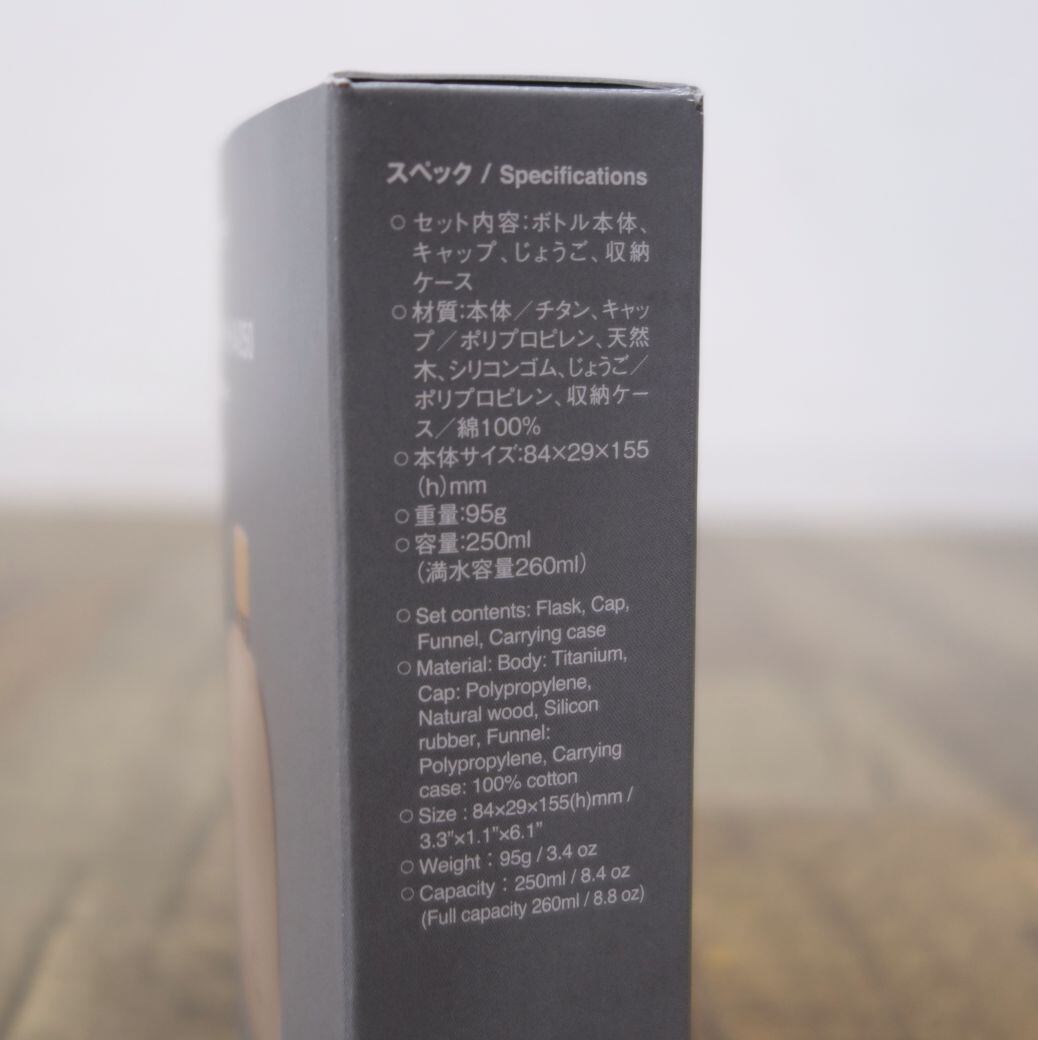 スペック / Specifications
○ セット内容:ボトル本体、
キャップ、じょうご、収納
ケース
○ 材質:本体／チタン、キャッ
プ／ポリプロピレン、天然
木、シリコンゴム、じょうご／
ポリプロピレン、収納ケー
ス／綿100%
○ 本体サイズ:84×29×155
(h)mm
○ 重量:95g
○ 容量:250ml
(満水容量260ml)
○ Set contents: Flask, Cap,
Funnel, Carrying case
○ Material: Body: Titanium,
Cap: Polypropylene,
Natural wood, Silicon
rubber, Funnel:
Polypropylene, Carrying
case: 100% cotton
○ Size : 84×29×155(h)mm /
3.3"×1.1"×6.1"
○ Weight : 95g / 3.4 oz
○ Capacity : 250ml / 8.4 oz
(Full capacity 260ml / 8.8 oz)